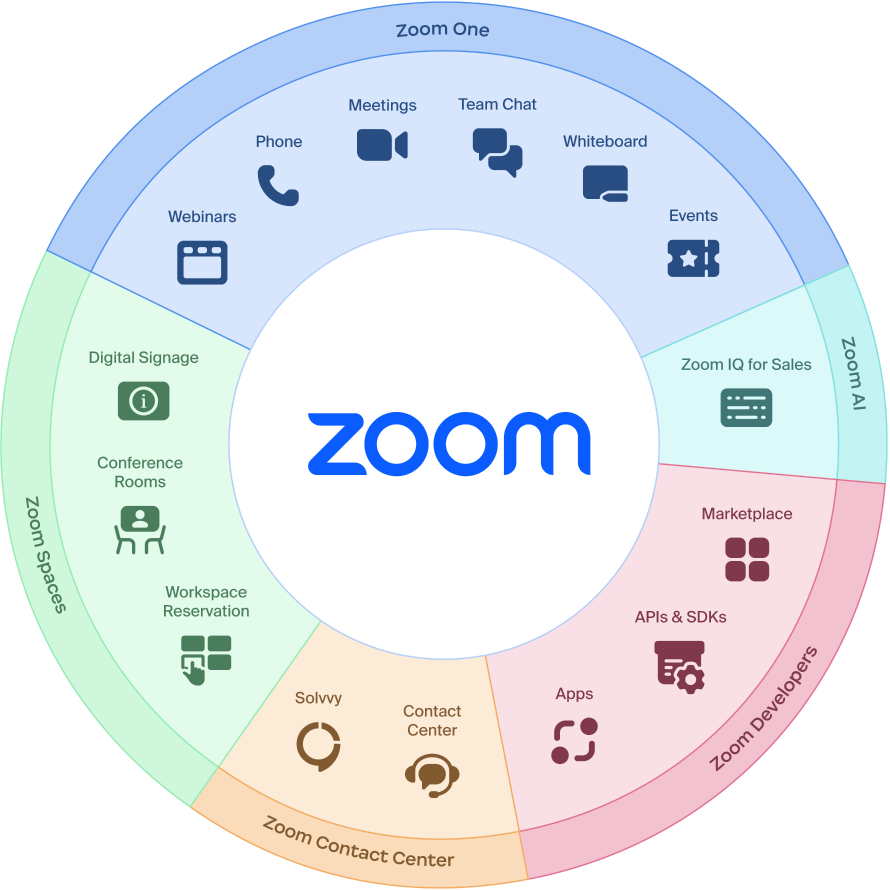 Zoom One
Meetings
Team Chat
Phone
Whiteboard
Webinars
Events
Digital Signage
Zoom IQ for Sales
Zoom AI
zoom
Conference
Rooms
Zoom Spaces
Marketplace
Workspace
Reservation
APIs & SDKs
Zoom Developers
Solvvy
Contact
Center
Apps
Zoom Contact Center